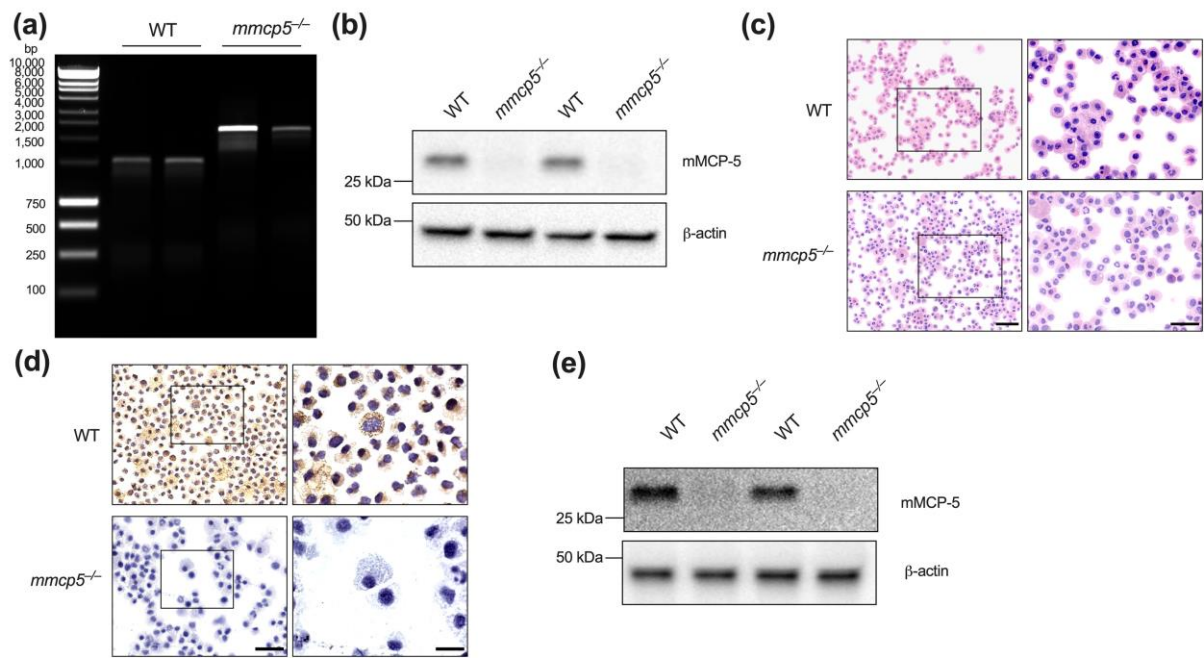 (a)
WT
mmcp5–/–
bp
10,000
8,000
6,000
5,000
4,000
3,000
2,000
1,500
1,000
750
500
250
100
(b)
WT
mmcp5–/–
WT
mmcp5–/–
mMCP-5
25 kDa
50 kDa
β-actin
(c)
WT
mmcp5–/–
(d)
WT
mmcp5–/–
(e)
WT
mmcp5–/–
WT
mmcp5–/–
mMCP-5
25 kDa
50 kDa
β-actin